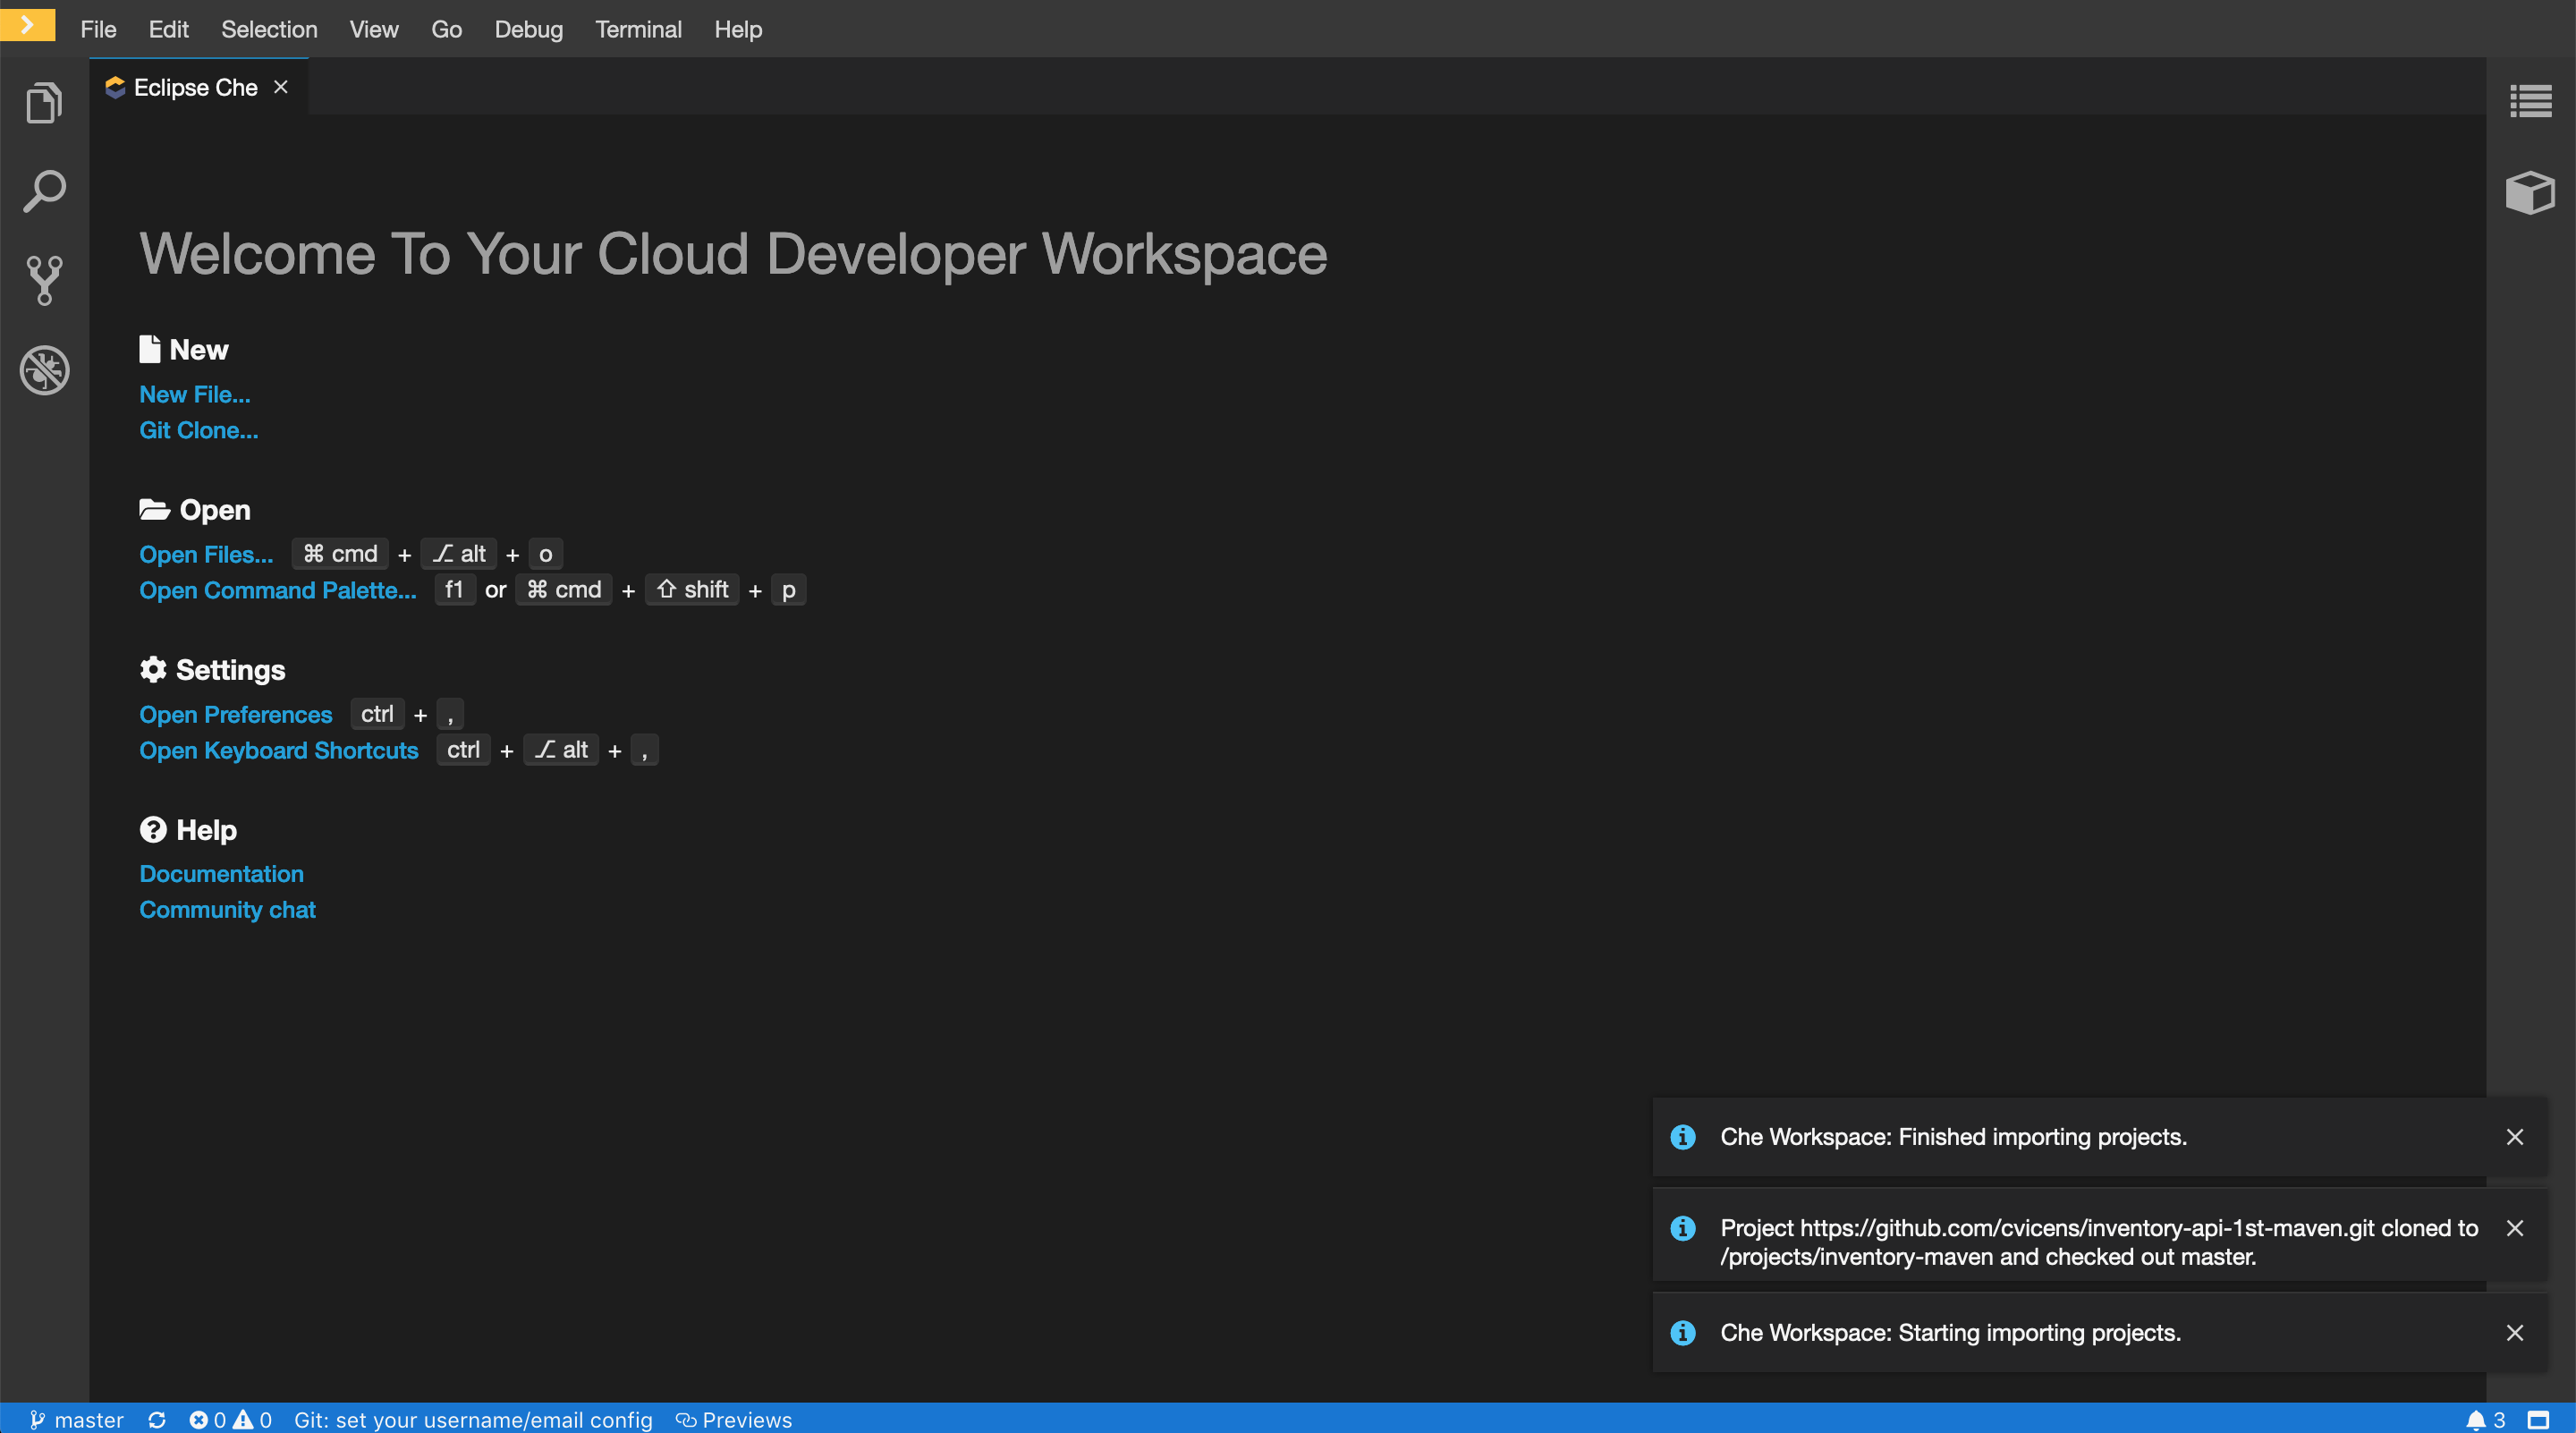 File Edit Selection View Go Debug Terminal Help
Eclipse Che
Welcome To Your Cloud Developer Workspace
New
New File...
Git Clone...
Open
Open Files... ⌘ cmd + ⌥ alt + o
Open Command Palette... f1 or ⌘ cmd + ⇧ shift + p
Settings
Open Preferences ctrl + ,
Open Keyboard Shortcuts ctrl + ⌥ alt + ,
Help
Documentation
Community chat
Che Workspace: Finished importing projects.
Project https://github.com/cvicens/inventory-api-1st-maven.git cloned to
/projects/inventory-maven and checked out master.
Che Workspace: Starting importing projects.
master 0 0 Git: set your username/email config Previews 3